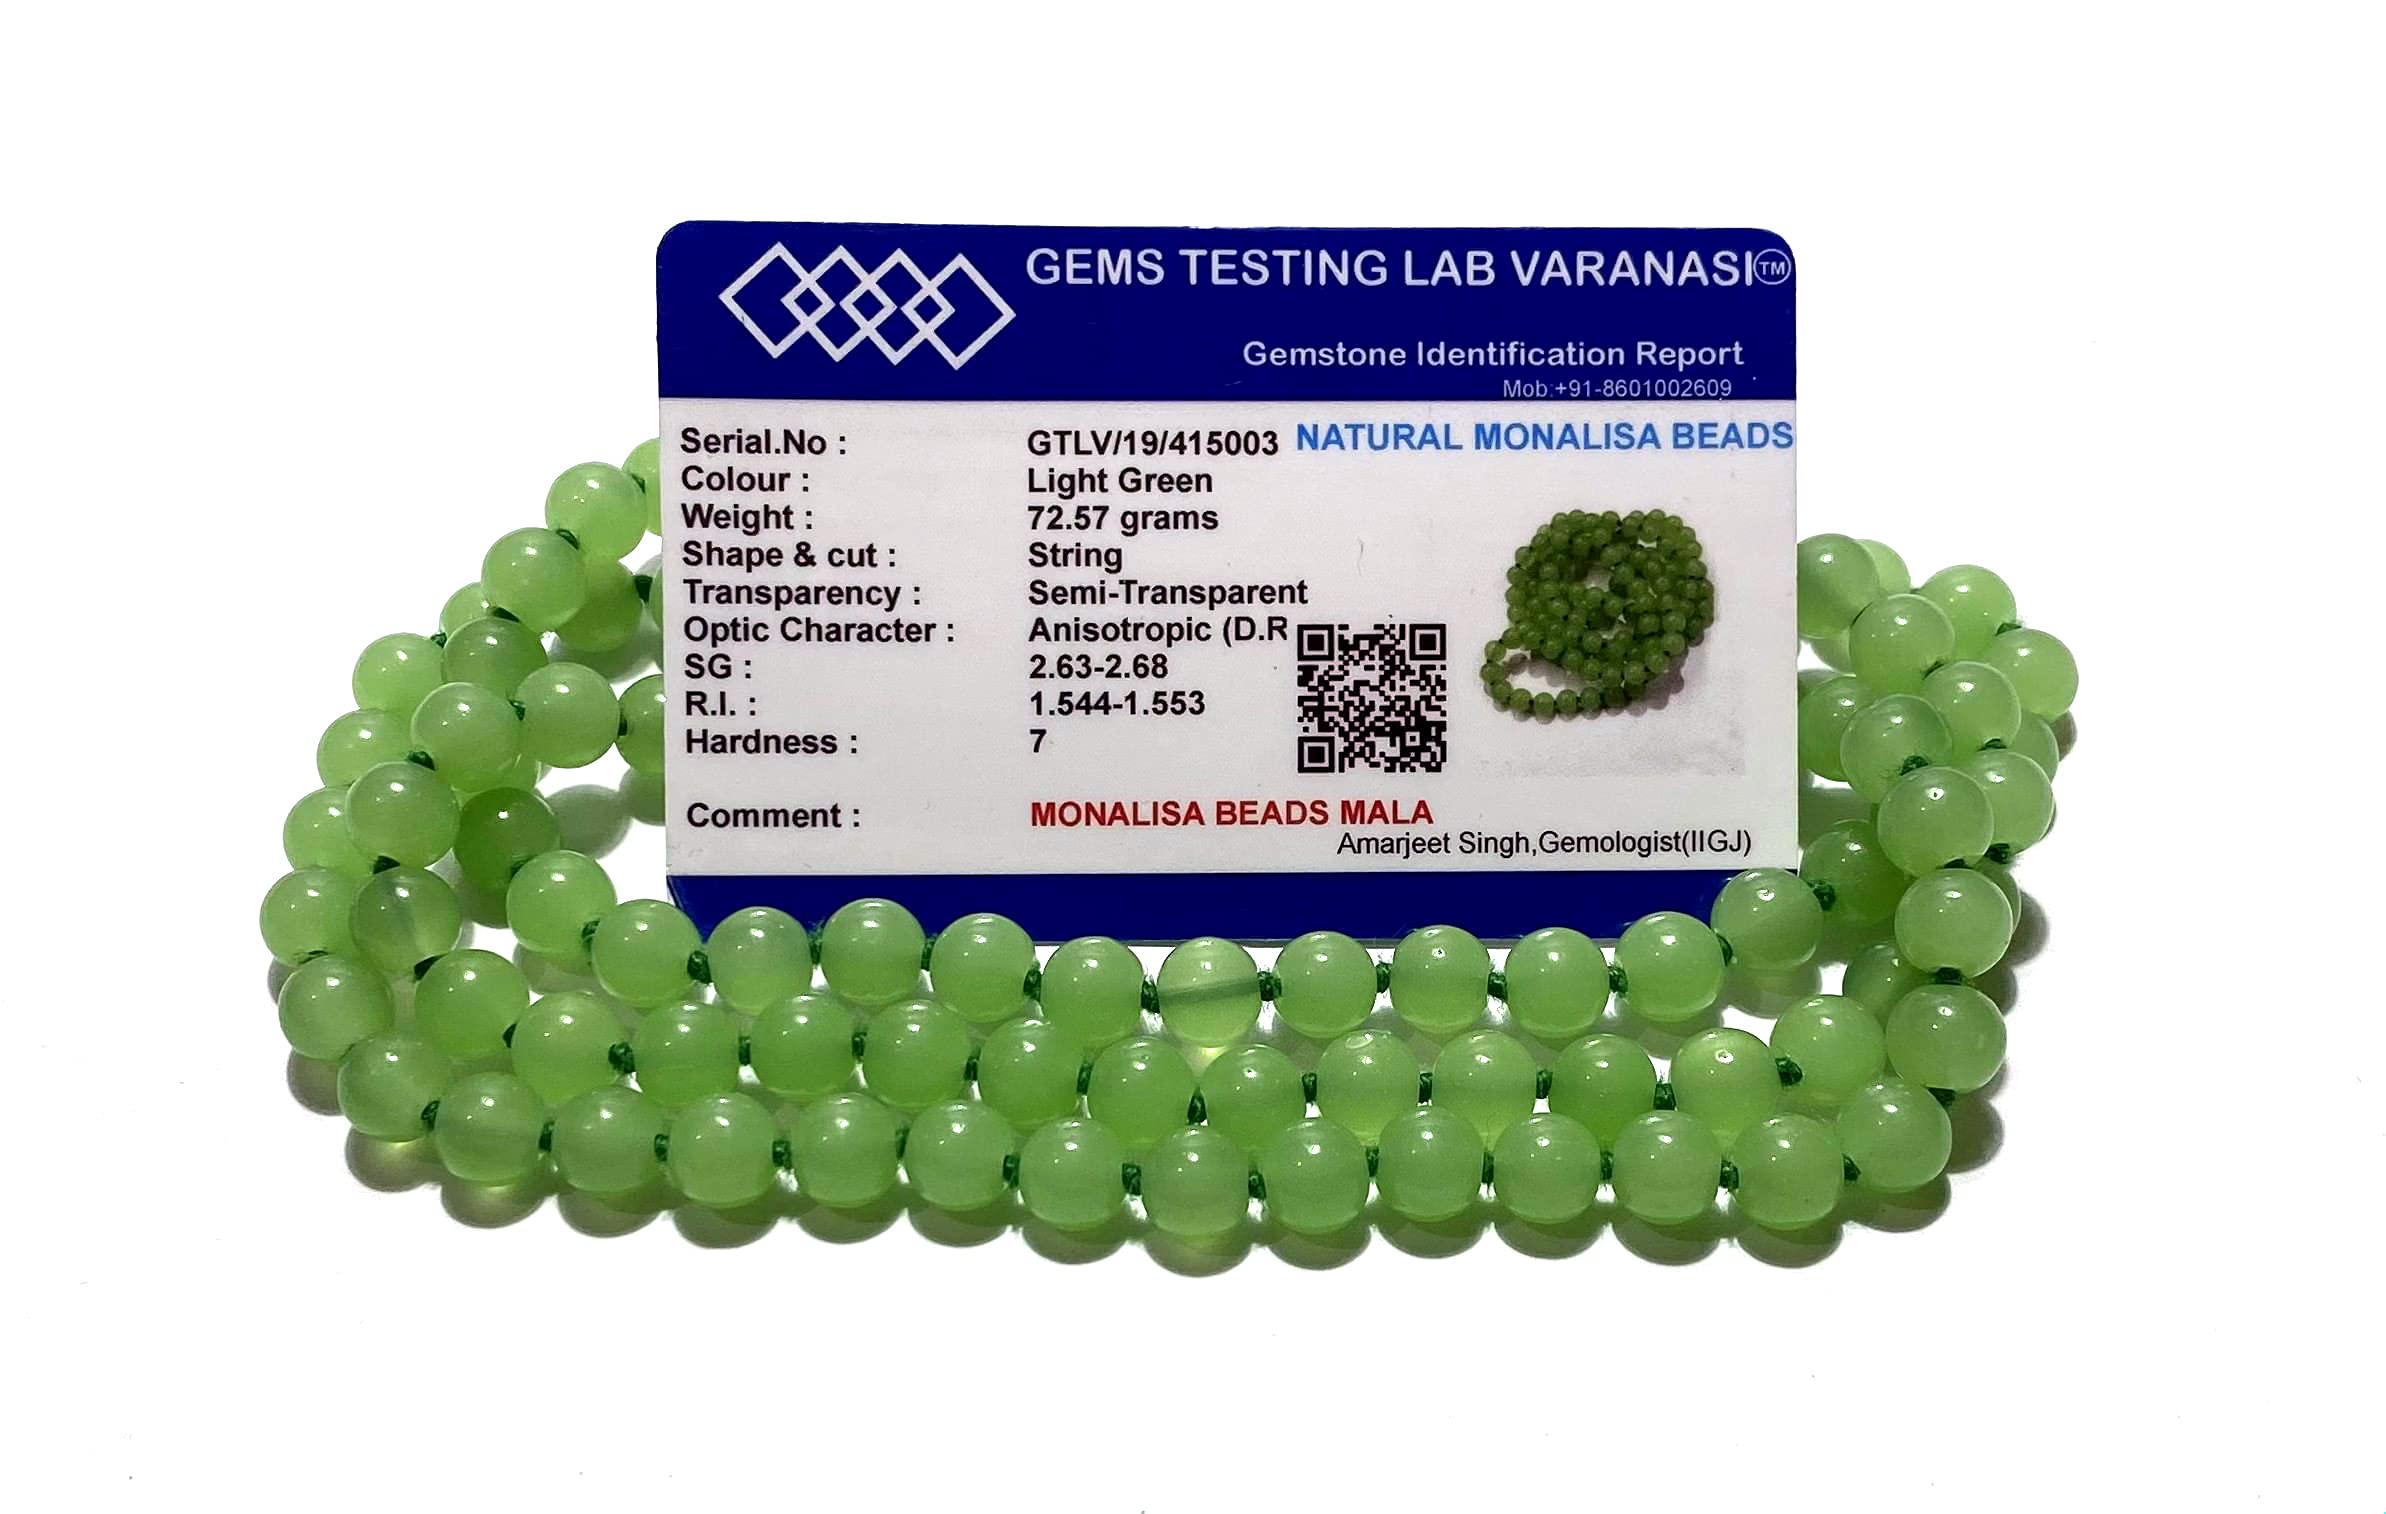 GEMS TESTING LAB VARANASI™
Gemstone Identification Report
Mob:+91-8601002609
Serial.No : GTLV/19/415003 NATURAL MONALISA BEADS
Colour : Light Green
Weight : 72.57 grams
Shape & cut : String
Transparency : Semi-Transparent
Optic Character : Anisotropic (D.R
SG : 2.63-2.68
R.I. : 1.544-1.553
Hardness : 7
Comment : MONALISA BEADS MALA
Amarjeet Singh,Gemologist(IIGJ)